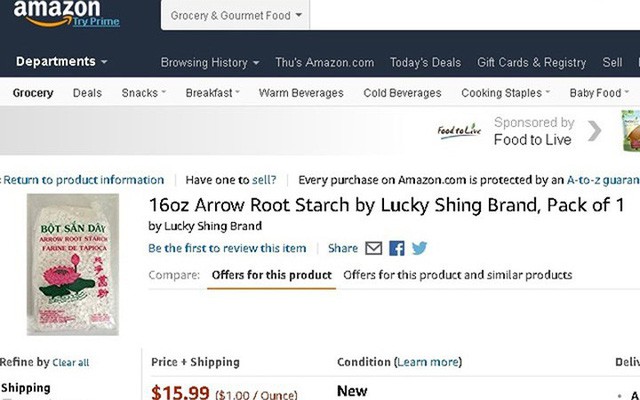 amazon
Try Prime
Grocery & Gourmet Food
Departments
Browsing History Thu's Amazon.com Today's Deals Gift Cards & Registry Sell
Grocery Deals Snacks Breakfast Warm Beverages Cold Beverages Cooking Staples Baby Food
Food to Live
Sponsored by
Food to Live
Return to product information Have one to sell? Every purchase on Amazon.com is protected by an A-to-z guaran
16oz Arrow Root Starch by Lucky Shing Brand, Pack of 1
by Lucky Shing Brand
Be the first to review this item Share
Compare: Offers for this product Offers for this product and similar products
BỘT SẮN DÂY
ARROW ROOT STARCH
FARINE DE TAPIOCA
Refine by Clear all
Price + Shipping
Condition (Learn more)
Deliv
Shipping
$15.99 ($1.00 / Ounce)
New